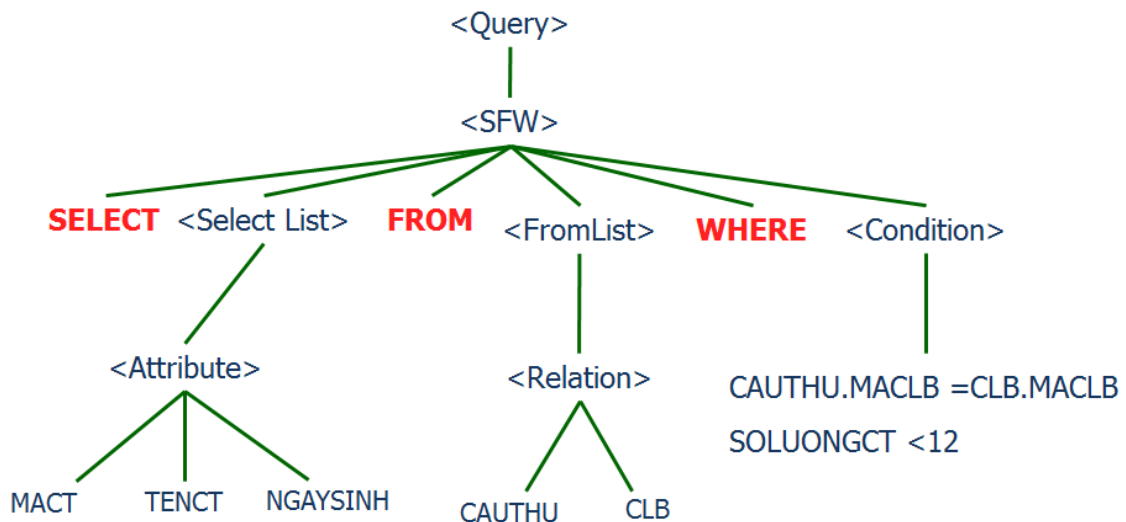 <Query>
<SFW>
SELECT <Select List> FROM <FromList> WHERE <Condition>
<Attribute> <Relation>
CAUTHU.MACLB =CLB.MACLB
SOLUONGCT <12
MACT TENCT NGAYSINH CAUTHU CLB